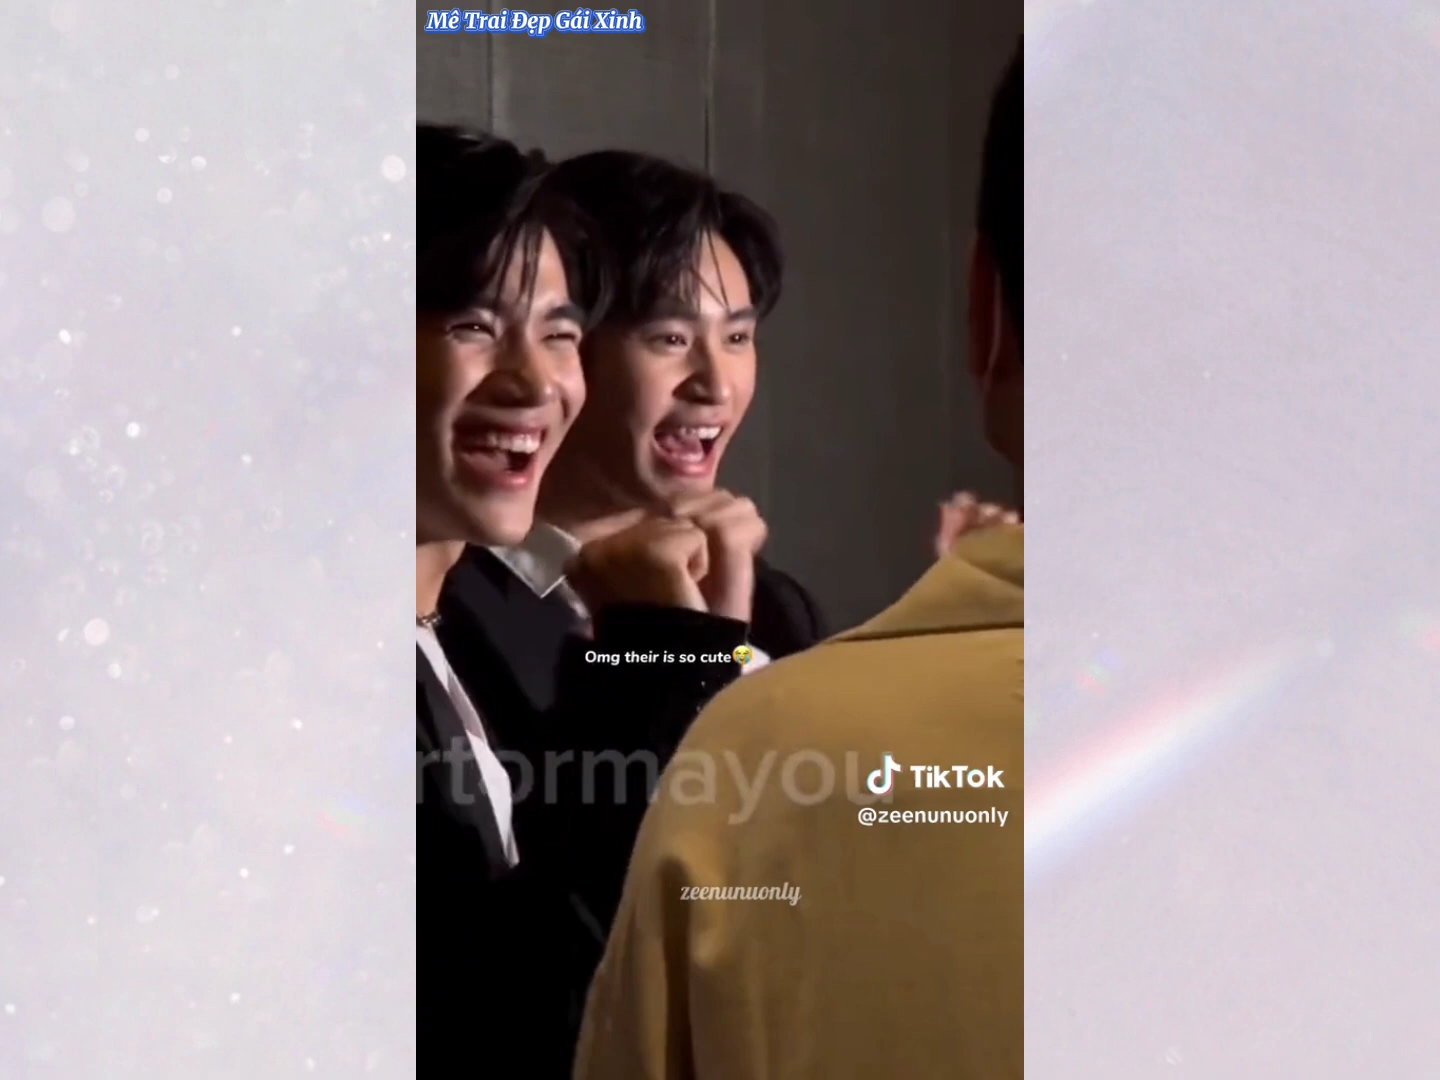 Mê Trai Đẹp Gái Xinh
Omg their is so cute😭
rtormayou
TikTok
@zeenunuonly
zeenunuonly